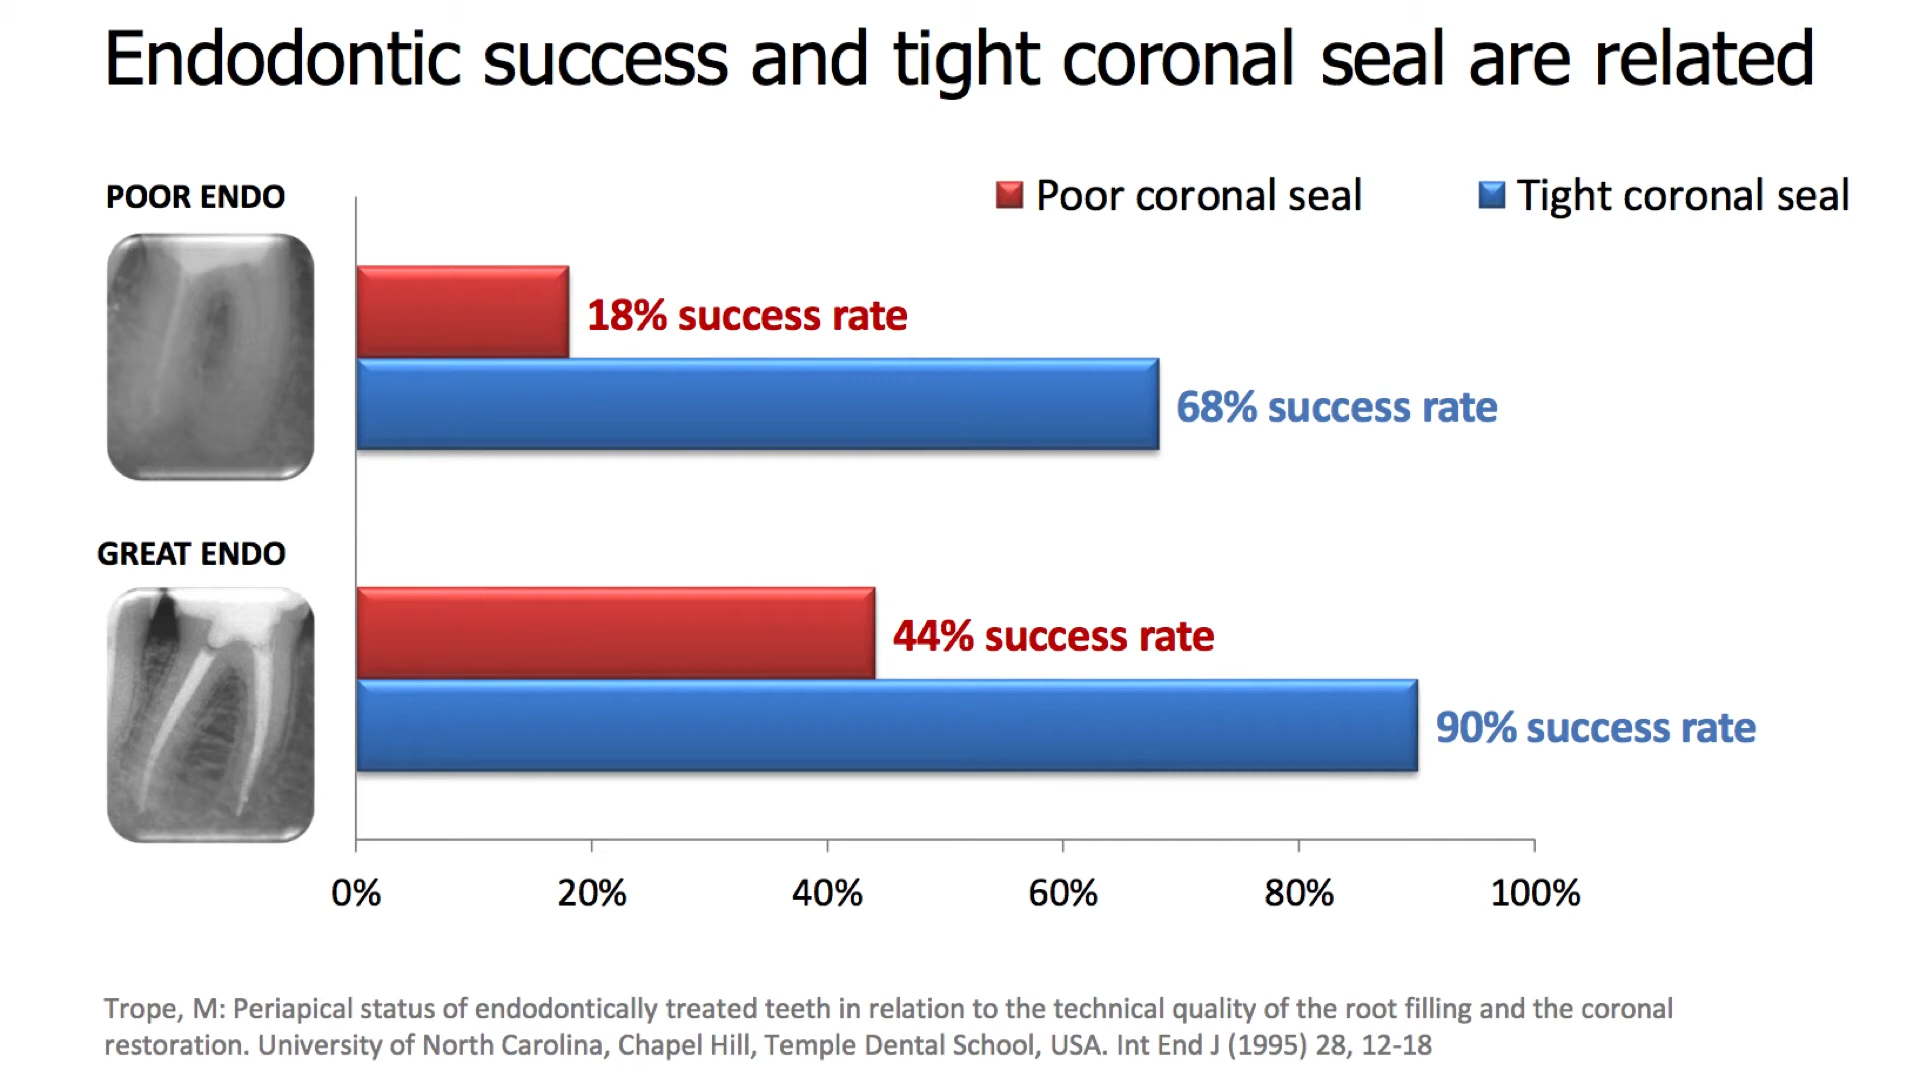 Endodontic success and tight coronal seal are related
Poor coronal seal
Tight coronal seal
POOR ENDO
18% success rate
68% success rate
GREAT ENDO
44% success rate
90% success rate
0% 20% 40% 60% 80% 100%
Trope, M: Periapical status of endodontically treated teeth in relation to the technical quality of the root filling and the coronal
restoration. University of North Carolina, Chapel Hill, Temple Dental School, USA. Int End J (1995) 28, 12-18